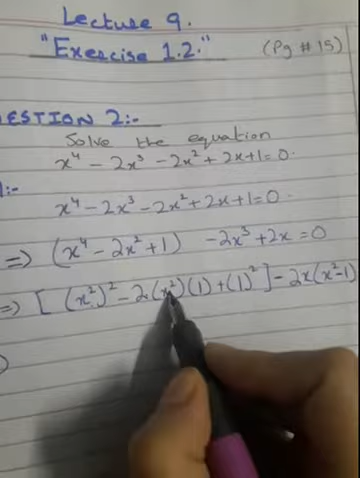 Lecture 9.
"Exercise 1.2."
(Pg # 15)
ESTION 2:-
Solve the equation
x⁴ - 2x³ - 2x² + 2x + 1 = 0.
:-
x⁴ - 2x³ - 2x² + 2x + 1 = 0.
⇒ (x⁴ - 2x² + 1) - 2x³ + 2x = 0
⇒ [ (x²)² - 2(x²)(1) + (1)² ] - 2x(x²-1)